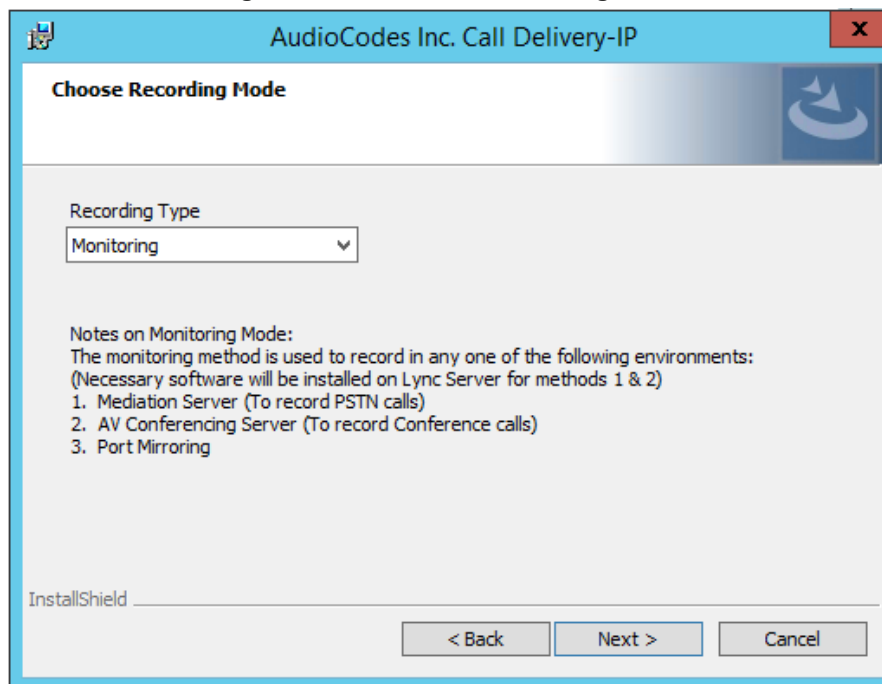 AudioCodes Inc. Call Delivery-IP
x
Choose Recording Mode
Recording Type
Monitoring
Notes on Monitoring Mode:
The monitoring method is used to record in any one of the following environments:
(Necessary software will be installed on Lync Server for methods 1 & 2)
1. Mediation Server (To record PSTN calls)
2. AV Conferencing Server (To record Conference calls)
3. Port Mirroring
InstallShield
< Back Next > Cancel